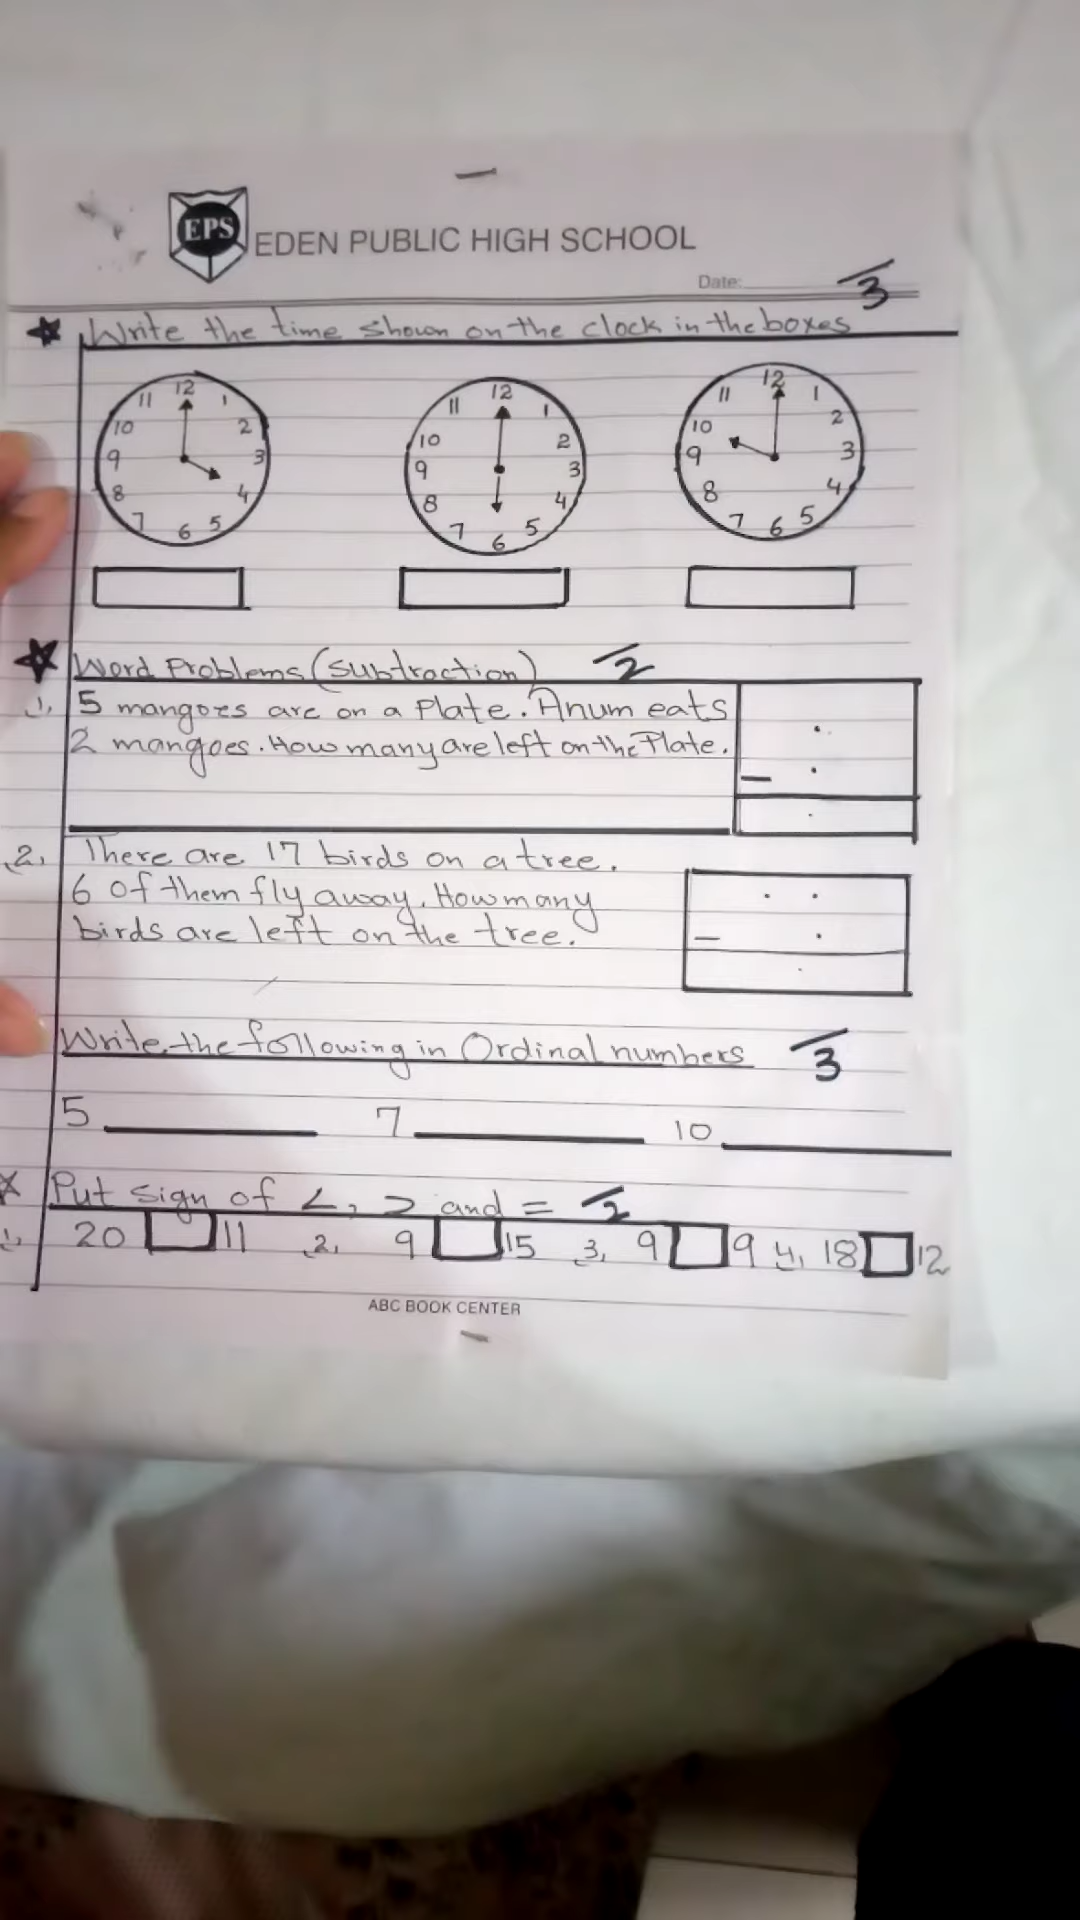 EPS
EDEN PUBLIC HIGH SCHOOL
Date:
3
Write the time shown on the clock in the boxes
12 1 2 3 4 5 6 7 8 9 10 11
12 1 2 3 4 5 6 7 8 9 10 11
12 1 2 3 4 5 6 7 8 9 10 11
Word Problems (subtraction) 2
1, 5 mangoes are on a Plate. Anum eats
2 mangoes. How many are left on the Plate.
2, There are 17 birds on a tree.
6 of them fly away. How many
birds are left on the tree.
Write the following in Ordinal numbers 3
5 7 10
Put sign of <, > and = 2
1, 20 11 2, 9 15 3, 9 9 4, 18 12
ABC BOOK CENTER